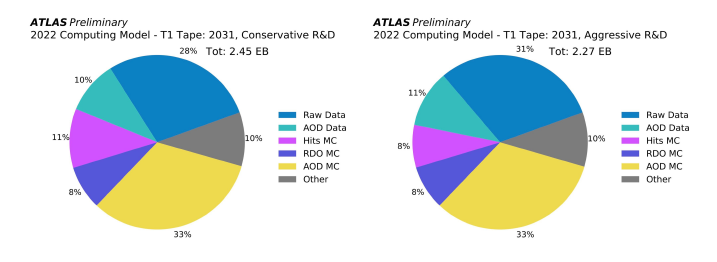 ATLAS Preliminary
2022 Computing Model - T1 Tape: 2031, Conservative R&D
Tot: 2.45 EB
28%
10%
11%
8%
33%
10%
Raw Data
AOD Data
Hits MC
RDO MC
AOD MC
Other
ATLAS Preliminary
2022 Computing Model - T1 Tape: 2031, Aggressive R&D
Tot: 2.27 EB
31%
11%
8%
8%
33%
10%
Raw Data
AOD Data
Hits MC
RDO MC
AOD MC
Other